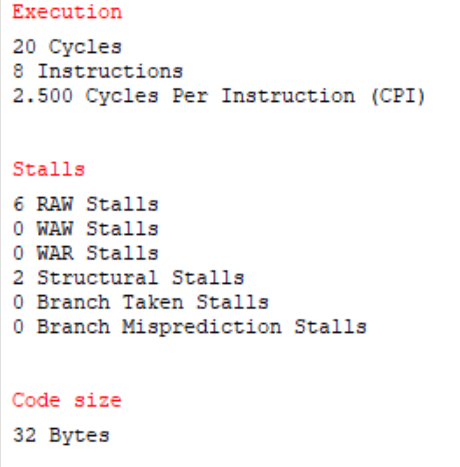 Execution
20 Cycles
8 Instructions
2.500 Cycles Per Instruction (CPI)
Stalls
6 RAW Stalls
0 WAW Stalls
0 WAR Stalls
2 Structural Stalls
0 Branch Taken Stalls
0 Branch Misprediction Stalls
Code size
32 Bytes